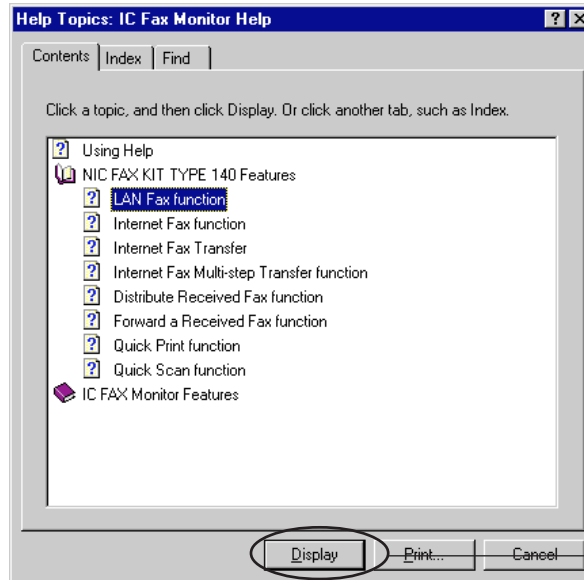 Help Topics: IC Fax Monitor Help
Contents Index Find
Click a topic, and then click Display. Or click another tab, such as Index.
Using Help
NIC FAX KIT TYPE 140 Features
LAN Fax function
Internet Fax function
Internet Fax Transfer
Internet Fax Multi-step Transfer function
Distribute Received Fax function
Forward a Received Fax function
Quick Print function
Quick Scan function
IC FAX Monitor Features
Display Print... Cancel